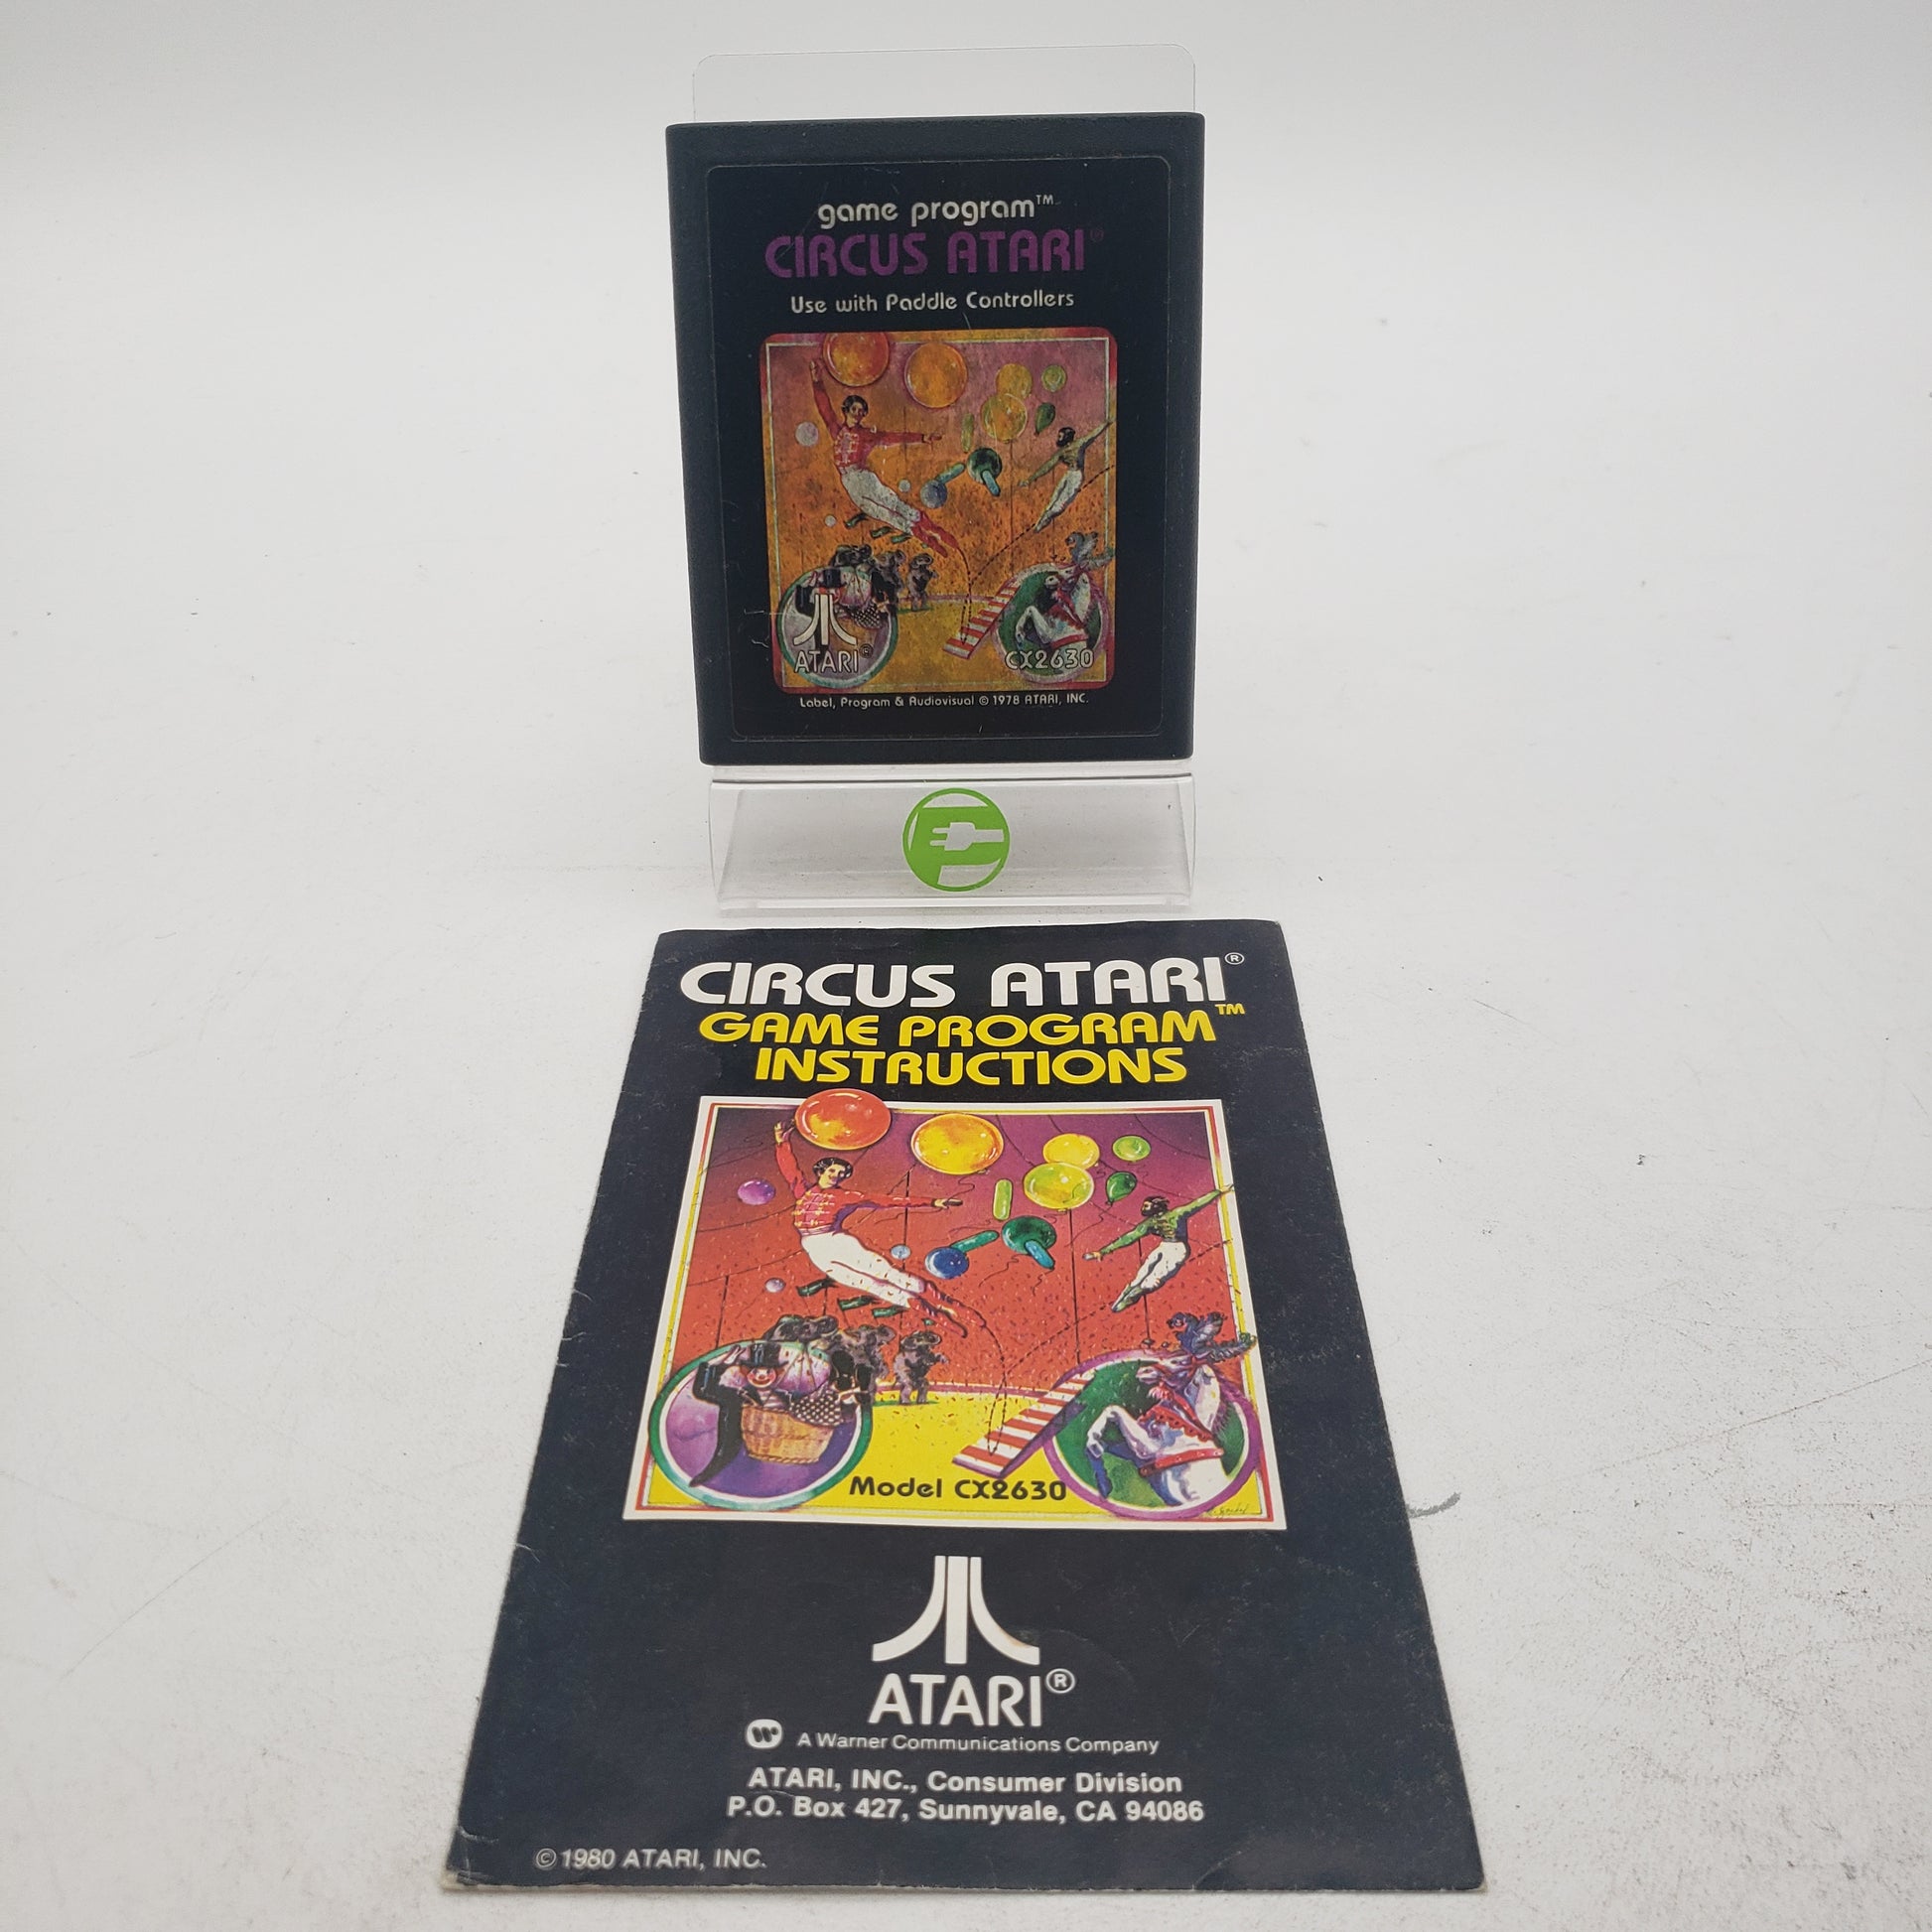 game program™
CIRCUS ATARI®
Use with Paddle Controllers
ATARI®
CX2630
Label, Program & Audiovisual © 1978 ATARI, INC.
CIRCUS ATARI®
GAME PROGRAM™
INSTRUCTIONS
Model CX2630
ATARI®
A Warner Communications Company
ATARI, INC., Consumer Division
P.O. Box 427, Sunnyvale, CA 94086
© 1980 ATARI, INC.